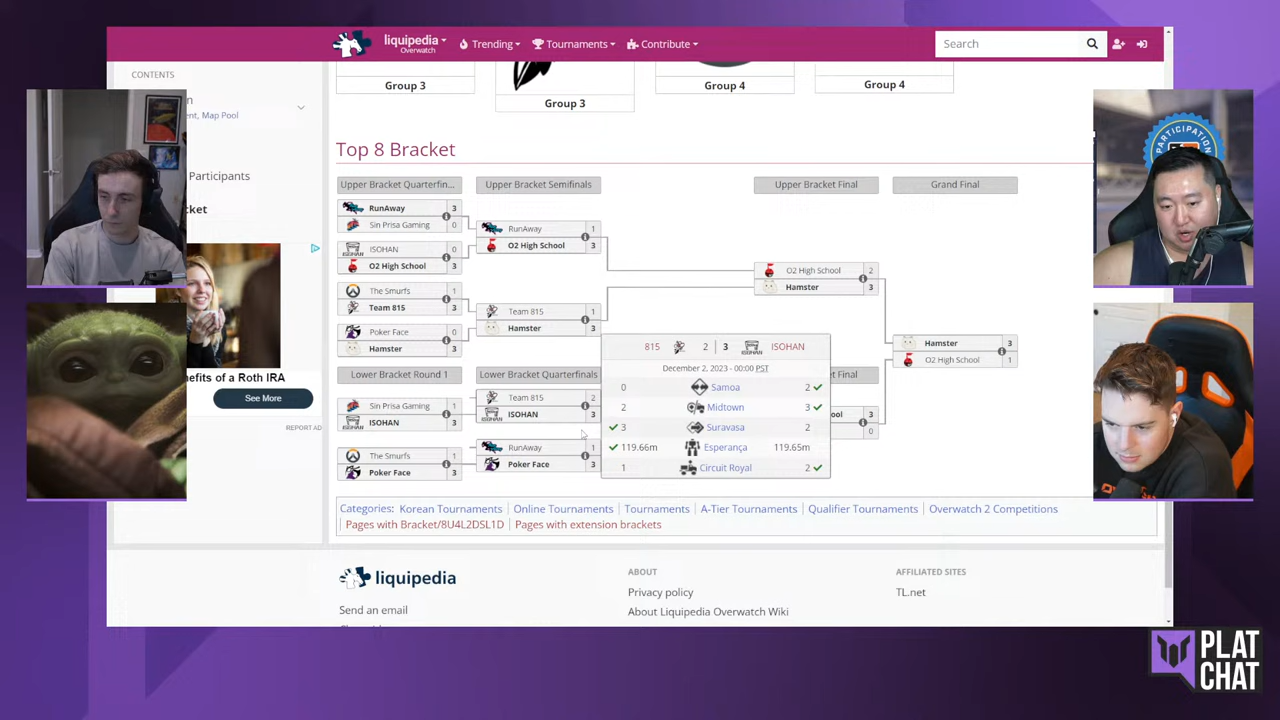 liquipedia
Overwatch
Trending
Tournaments
Contribute
Search
CONTENTS
ent, Map Pool
Participants
cket
nefits of a Roth IRA
See More
REPORT AD
Group 3
Group 3
Group 4
Group 4
Top 8 Bracket
Upper Bracket Quarterfin...
Upper Bracket Semifinals
Upper Bracket Final
Grand Final
RunAway 3
Sin Prisa Gaming 0
ISOHAN 0
O2 High School 3
The Smurfs 1
Team 815 3
Poker Face 0
Hamster 3
RunAway 1
O2 High School 3
Team 815 1
Hamster 3
O2 High School 2
Hamster 3
Hamster 3
O2 High School 1
Lower Bracket Round 1
Lower Bracket Quarterfinals
et Final
Sin Prisa Gaming 1
ISOHAN 3
The Smurfs 1
Poker Face 3
Team 815 2
ISOHAN 3
RunAway 1
Poker Face 3
ool 3
0
815 2 | 3 ISOHAN ISOHAN
December 2, 2023 - 00:00 PST
0 Samoa 2
2 Midtown 3
3 Suravasa 2
119.66m Esperança 119.65m
1 Circuit Royal 2
Categories: Korean Tournaments Online Tournaments Tournaments A-Tier Tournaments Qualifier Tournaments Overwatch 2 Competitions
Pages with Bracket/8U4L2DSL1D Pages with extension brackets
liquipedia
Send an email
ABOUT
Privacy policy
About Liquipedia Overwatch Wiki
AFFILIATED SITES
TL.net
PARTICIPATION
PLAT
CHAT